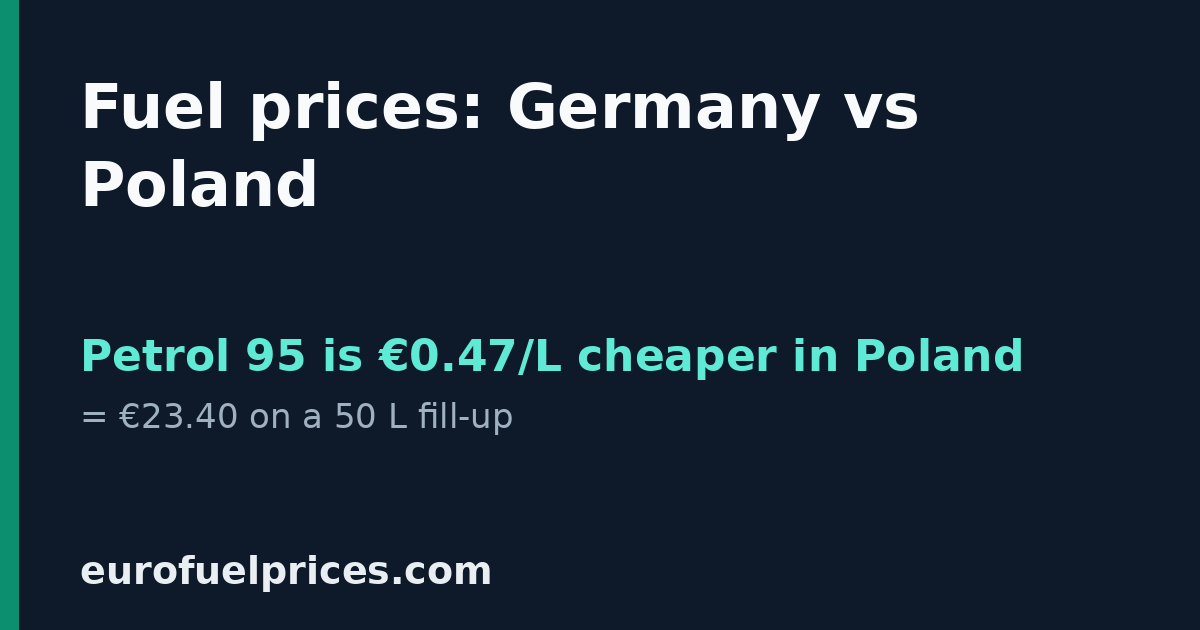 Fuel prices: Germany vs
Poland
Petrol 95 is €0.47/L cheaper in Poland
= €23.40 on a 50 L fill-up
eurofuelprices.com